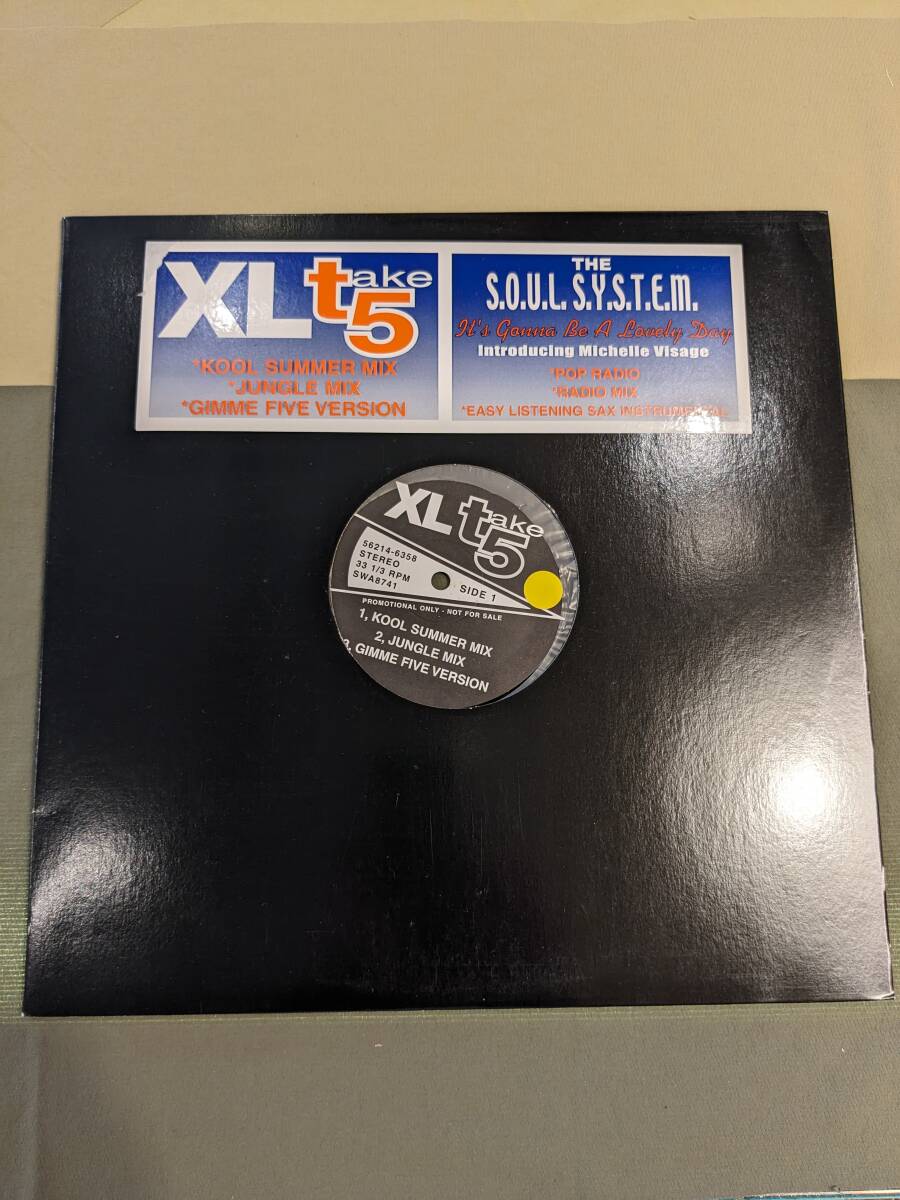 XL take 5
*KOOL SUMMER MIX
*JUNGLE MIX
*GIMME FIVE VERSION
THE
S.O.U.L. S.Y.S.T.E.M.
It's Gonna Be A Lovely Day
Introducing Michelle Visage
*POP RADIO
*RADIO MIX
*EASY LISTENING SAX INSTRUMENTAL
XL take 5
56214-6358
STEREO
33 1/3 RPM
SWA8741
SIDE 1
PROMOTIONAL ONLY - NOT FOR SALE
1, KOOL SUMMER MIX
2, JUNGLE MIX
3, GIMME FIVE VERSION